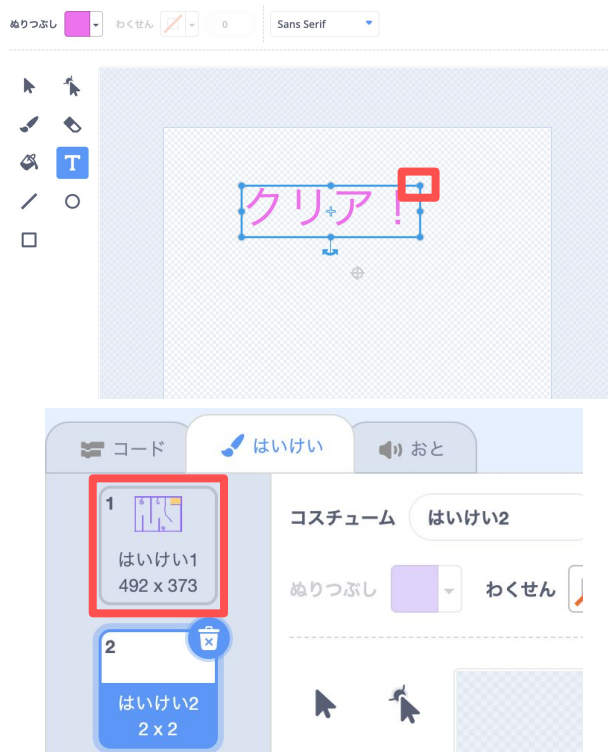 ぬりつぶし わくせん 0 Sans Serif
T
クリア！
コード はいけい おと
1
はいけい1
492 x 373
コスチューム はいけい2
ぬりつぶし わくせん
2
はいけい2
2 x 2